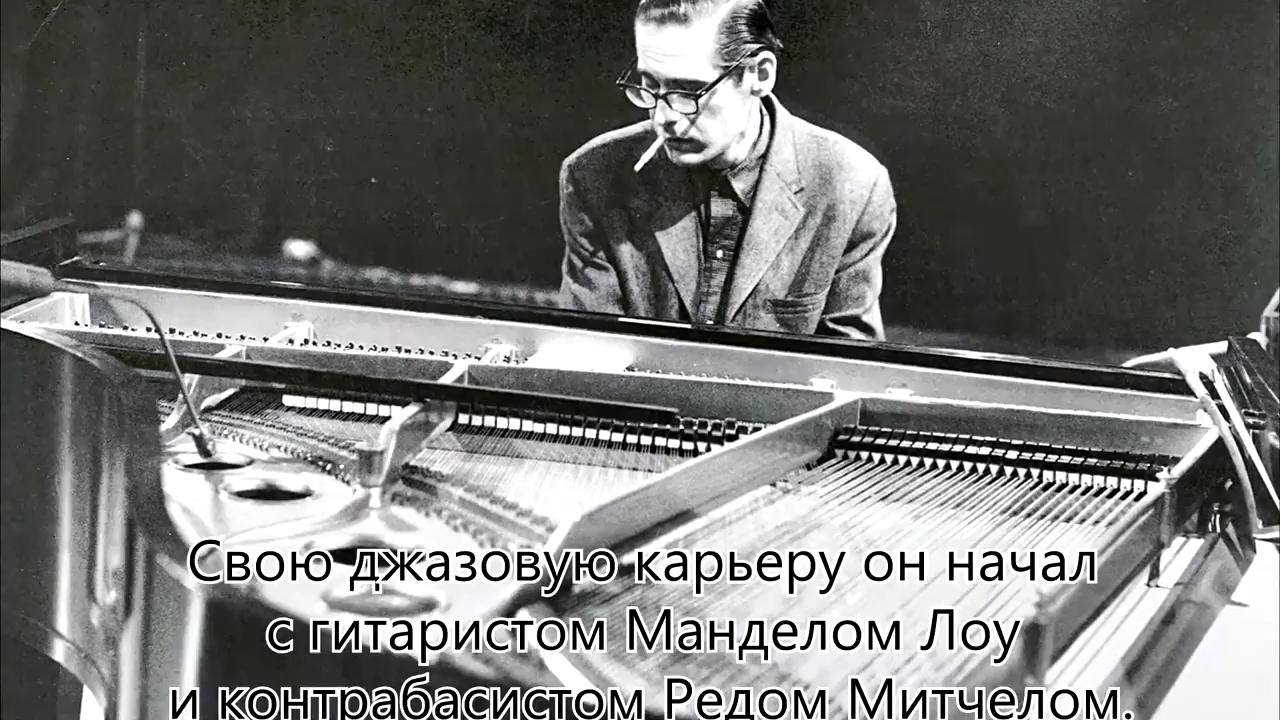 Свою джазовую карьеру он начал
с гитаристом Манделом Лоу
и контрабасистом Редом Митчелом.